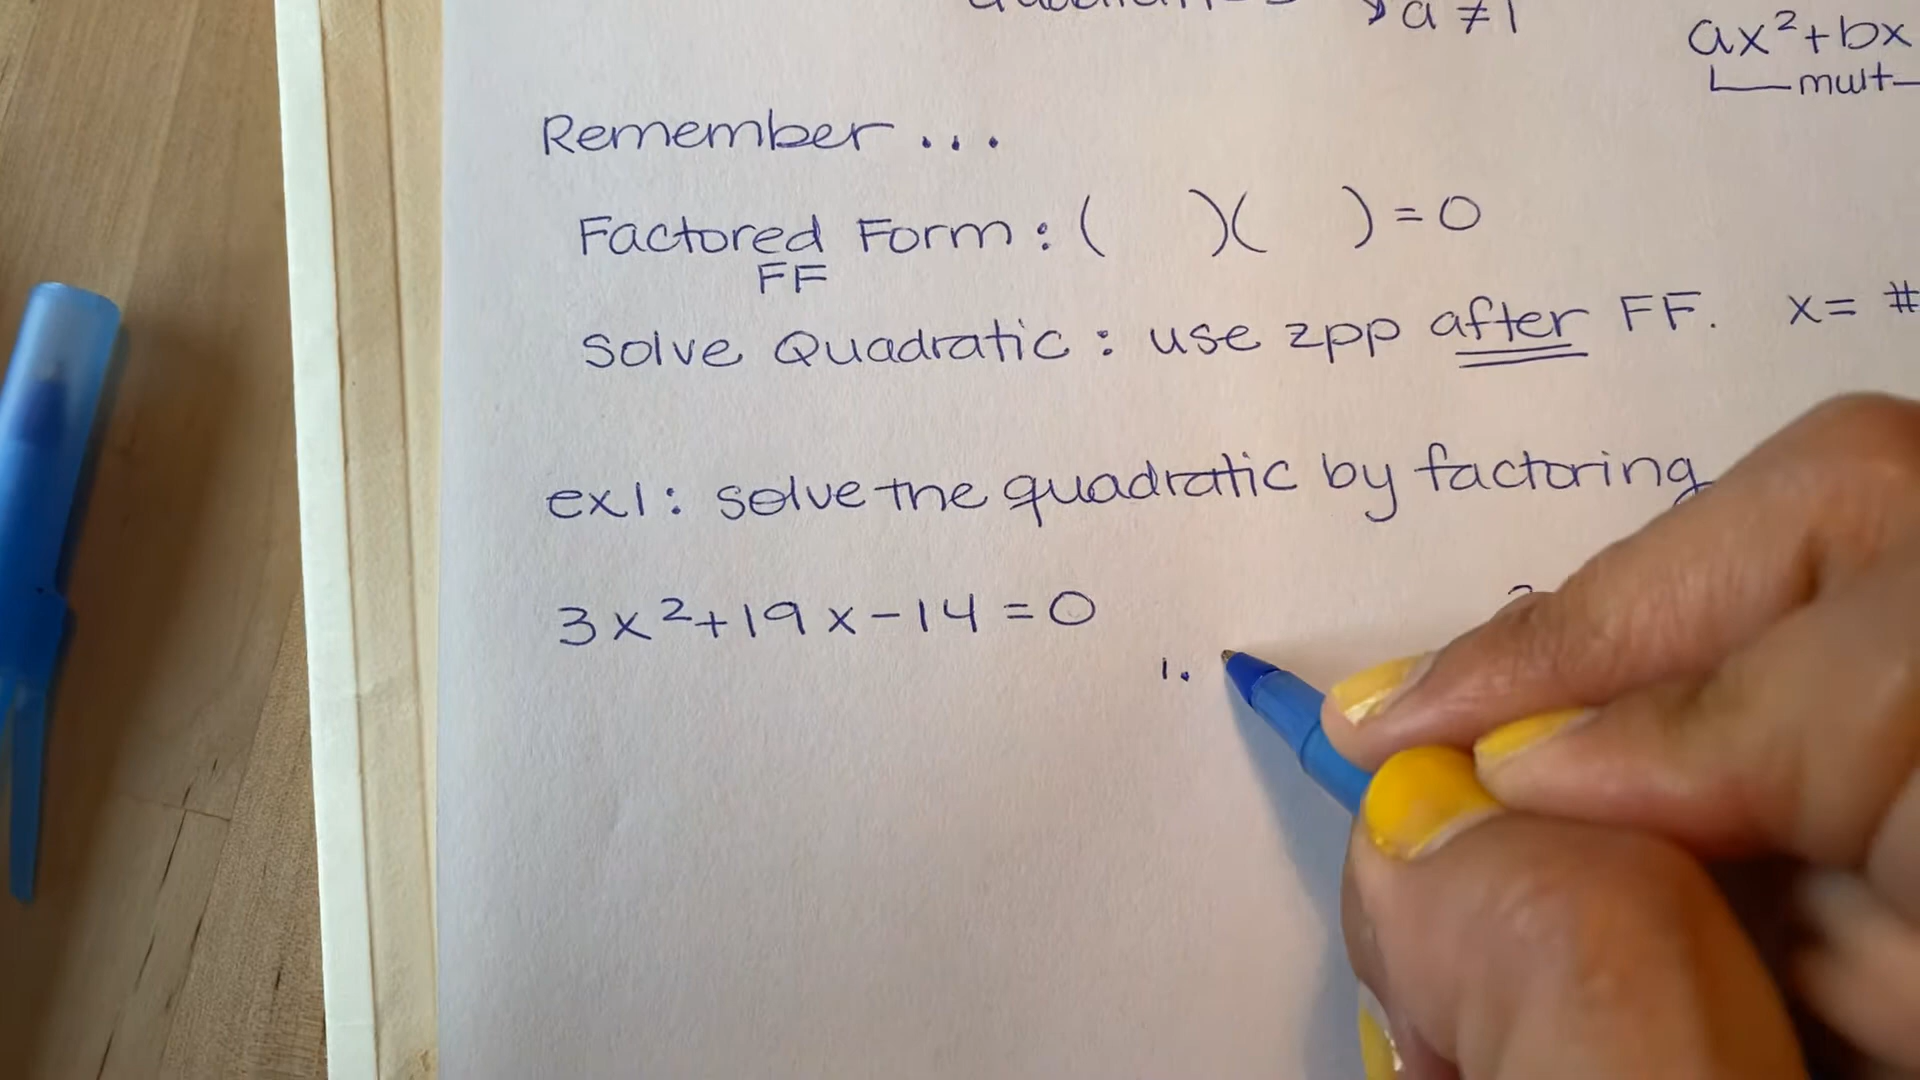 a ≠ 1
ax²+bx
mult
Remember ...
Factored Form : ( )( ) = 0
FF
Solve Quadratic : use zpp after FF. x = #
ex1 : solve the quadratic by factoring
3x²+19x-14=0
1.